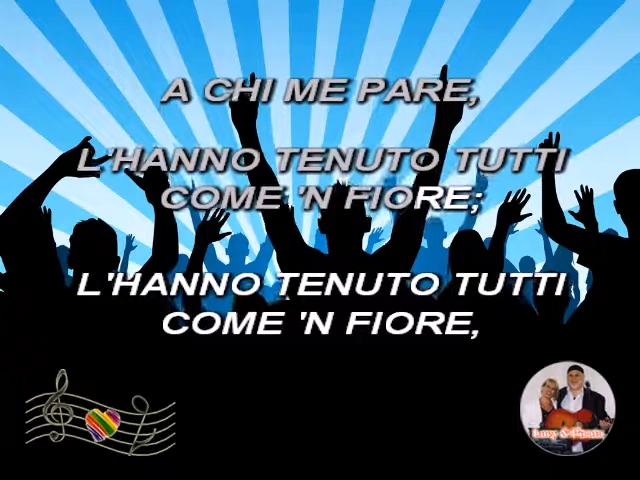 A CHI ME PARE,
L'HANNO TENUTO TUTTI
COME 'N FIORE;
L'HANNO TENUTO TUTTI
COME 'N FIORE,